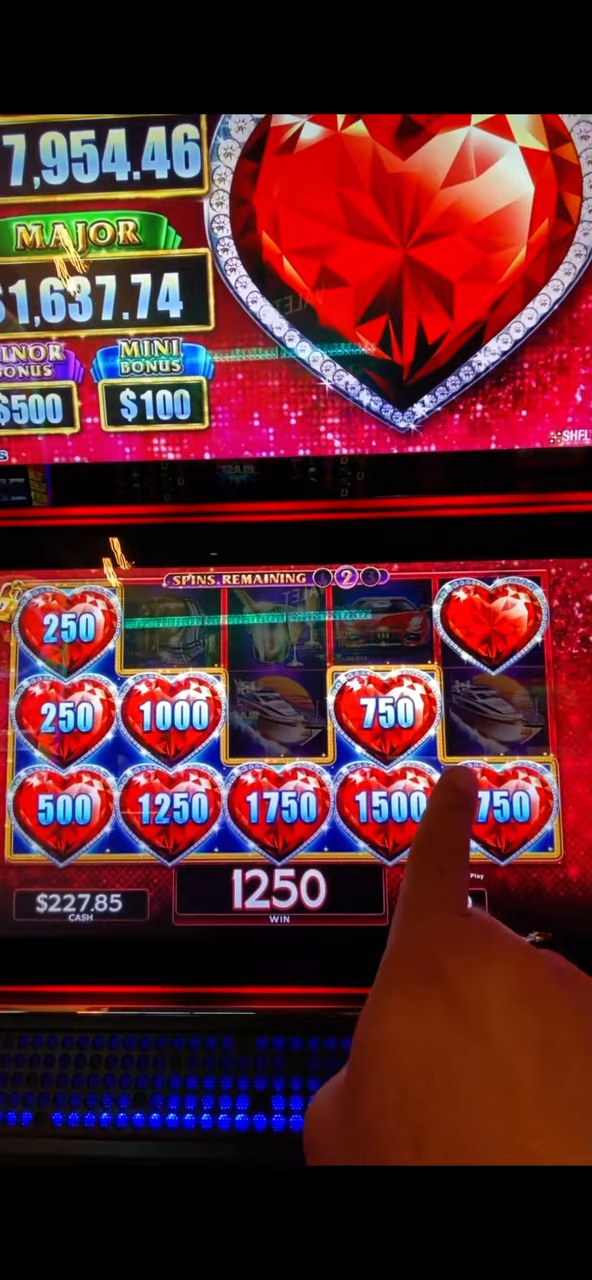 7,954.46
MAJOR
$1,637.74
INOR MINI
ONUS BONUS
$500 $100
SHFL
SPINS REMAINING 2
250
250 1000 750
500 1250 1750 1500 750
Play
$227.85 1250
CASH WIN